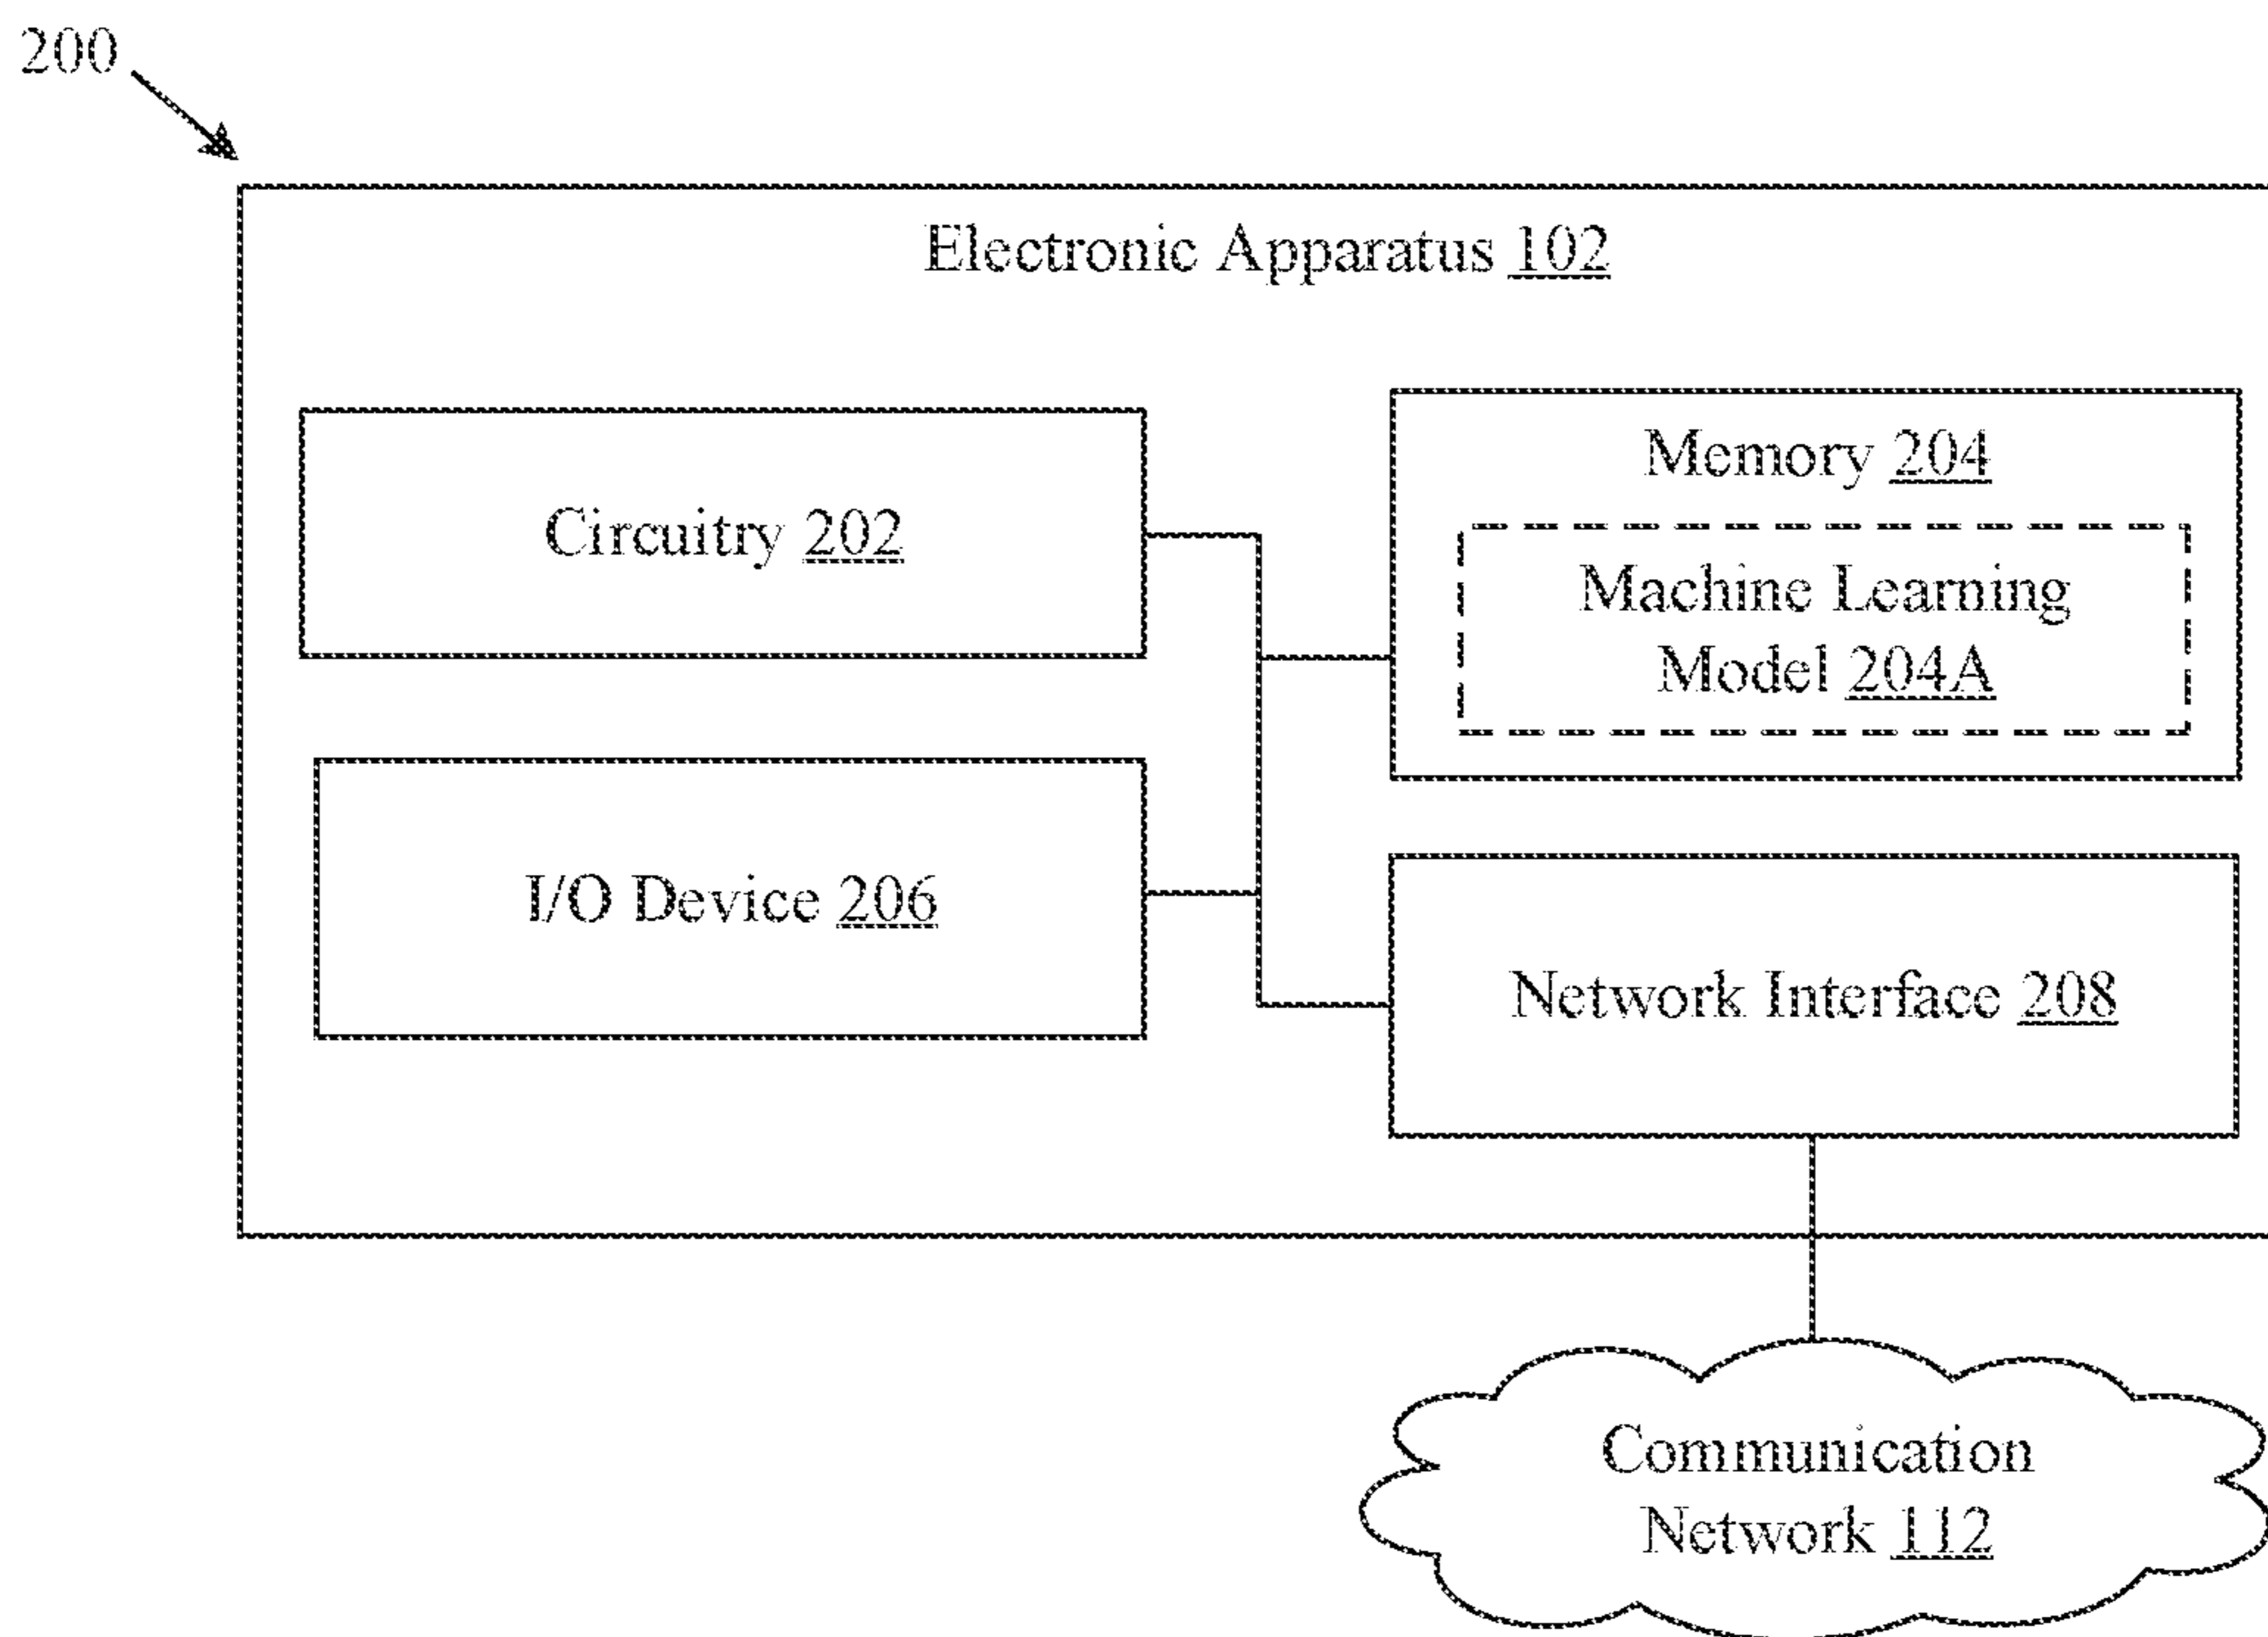 200
Electronic Apparatus 102
Circuitry 202
Memory 204
Machine Learning
Model 204A
I/O Device 206
Network Interface 208
Communication
Network 112